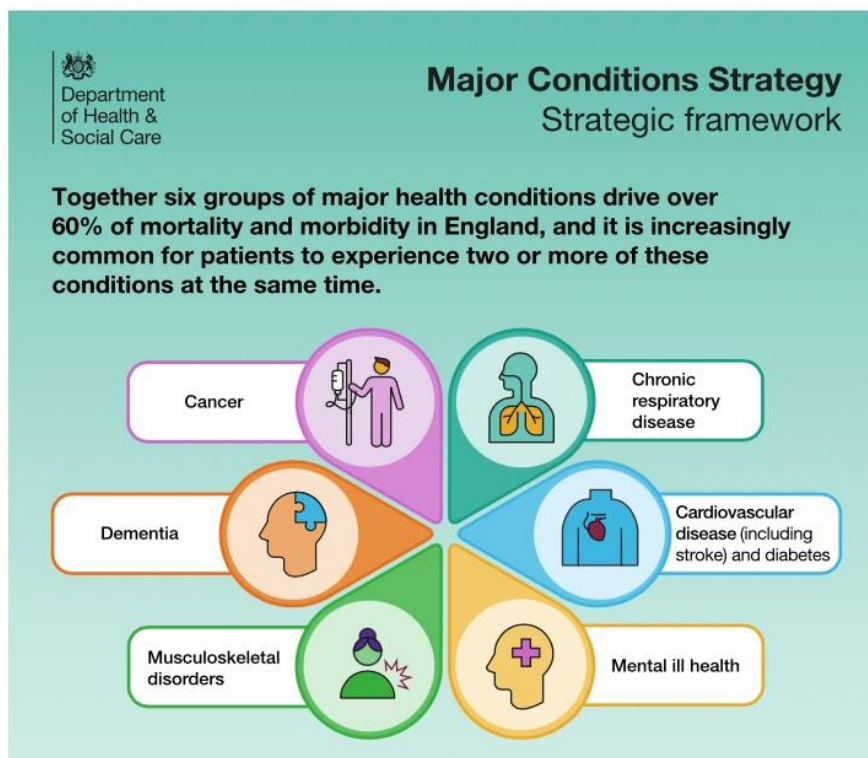 Department
of Health &
Social Care
Major Conditions Strategy
Strategic framework
Together six groups of major health conditions drive over
60% of mortality and morbidity in England, and it is increasingly
common for patients to experience two or more of these
conditions at the same time.
Cancer
Chronic
respiratory
disease
Dementia
Cardiovascular
disease (including
stroke) and diabetes
Musculoskeletal
disorders
Mental ill health